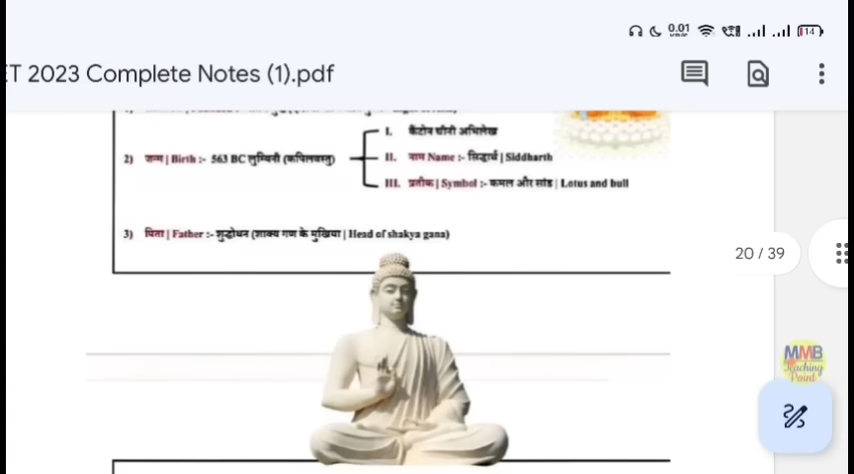 0.01
14
ET 2023 Complete Notes (1).pdf
I. कैंटोन चीनी अभिलेख
2) जन्म | Birth :- 563 BC लुम्बिनी (कपिलवस्तु)
II. नाम Name :- सिद्धार्थ | Siddharth
III. प्रतीक | Symbol :- कमल और सांड | Lotus and bull
3) पिता | Father :- शुद्धोधन (शाक्य गण के मुखिया | Head of shakya gana)
20 / 39
MMB
Teaching
Point